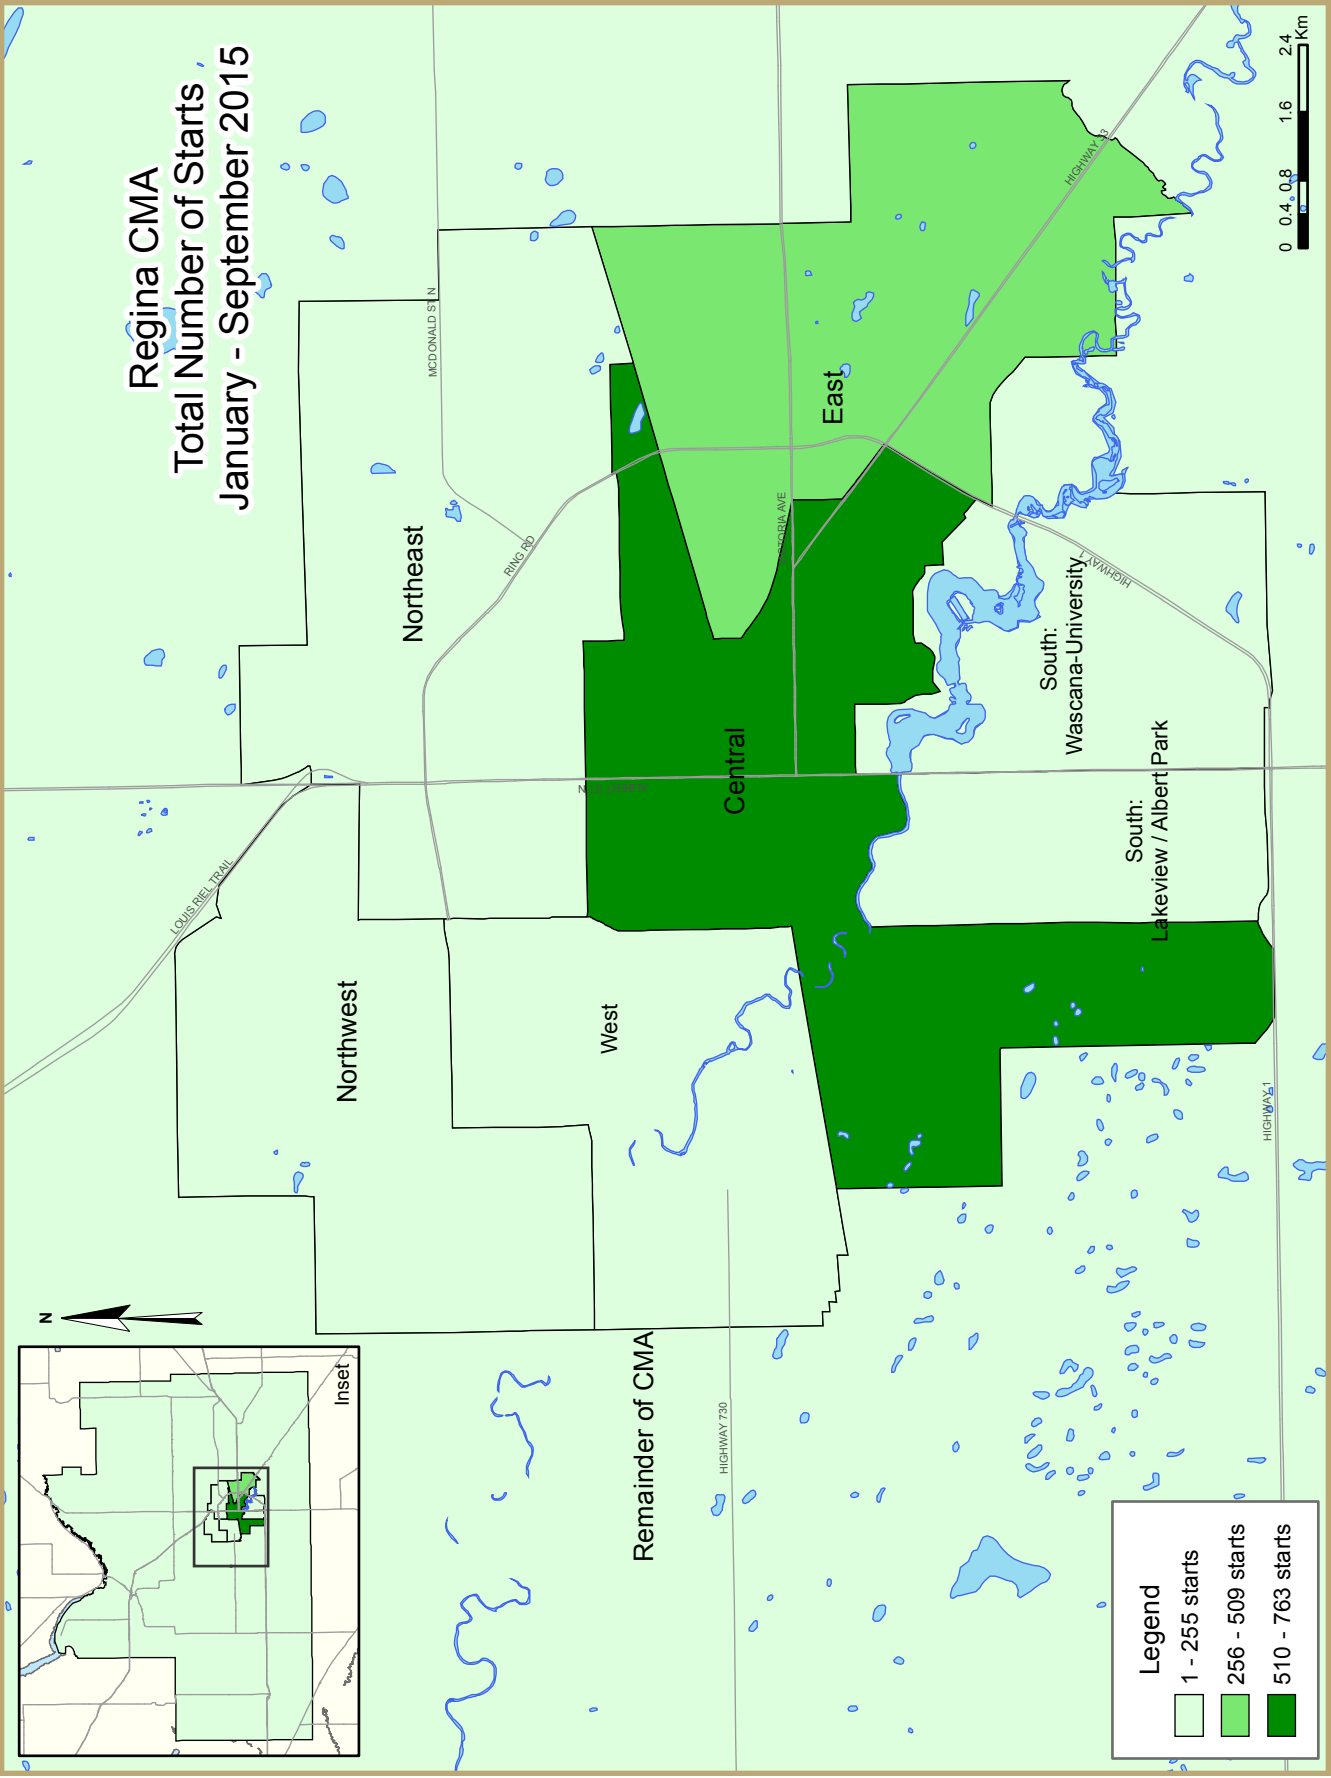 Regina CMA
Total Number of Starts
January - September 2015
N
Inset
LOUIS RIEL TRAIL
MCDONALD ST N
RING RD
Northeast
Northwest
West
Central
East
HIGHWAY 33
South:
Wascana-University
South:
Lakeview / Albert Park
HIGHWAY 1
HIGHWAY 1
Remainder of CMA
HIGHWAY 730
Legend
1 - 255 starts
256 - 509 starts
510 - 763 starts
0 0.4 0.8 1.6 2.4
Km